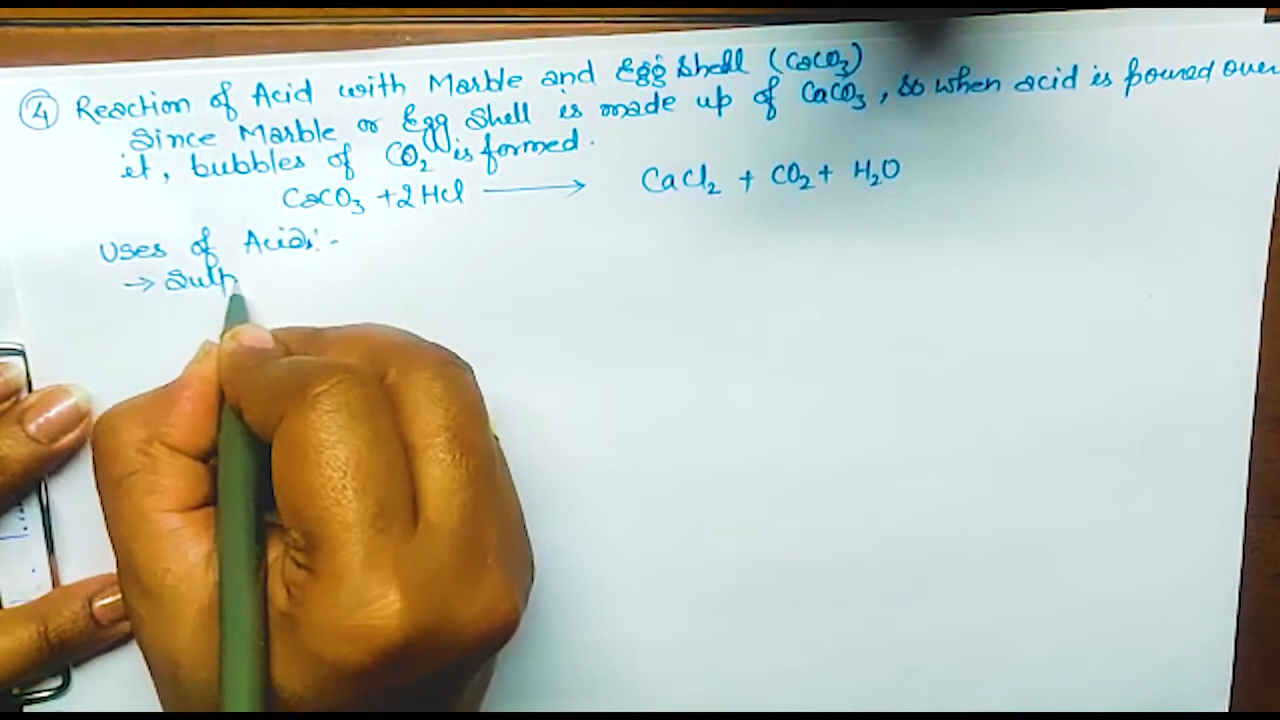 ④ Reaction of Acid with Marble and Egg Shell (CaCO₃)
Since Marble or Egg Shell is made up of CaCO₃, so when acid is poured over
it, bubbles of CO₂ is formed.
CaCO₃ + 2HCl ⟶ CaCl₂ + CO₂ + H₂O
Uses of Acids:-
→ Sulp